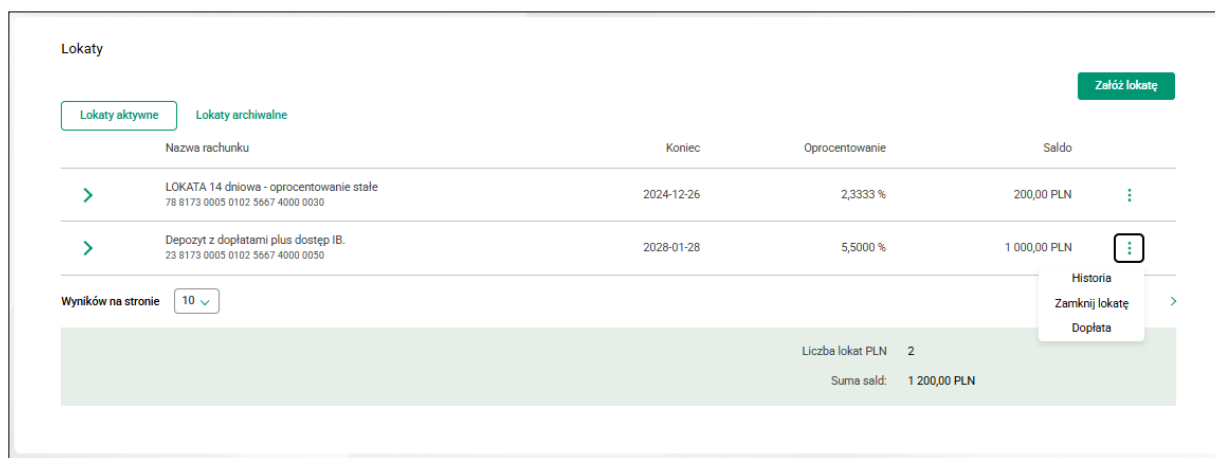 Lokaty
Załóż lokatę
Lokaty aktywne Lokaty archiwalne
Nazwa rachunku Koniec Oprocentowanie Saldo
LOKATA 14 dniowa - oprocentowanie stałe
78 8173 0005 0102 5667 4000 0030
2024-12-26 2,3333 % 200,00 PLN
Depozyt z dopłatami plus dostęp IB.
23 8173 0005 0102 5667 4000 0050
2028-01-28 5,5000 % 1 000,00 PLN
Historia
Zamknij lokatę
Dopłata
Wyników na stronie 10
Liczba lokat PLN 2
Suma sald: 1 200,00 PLN